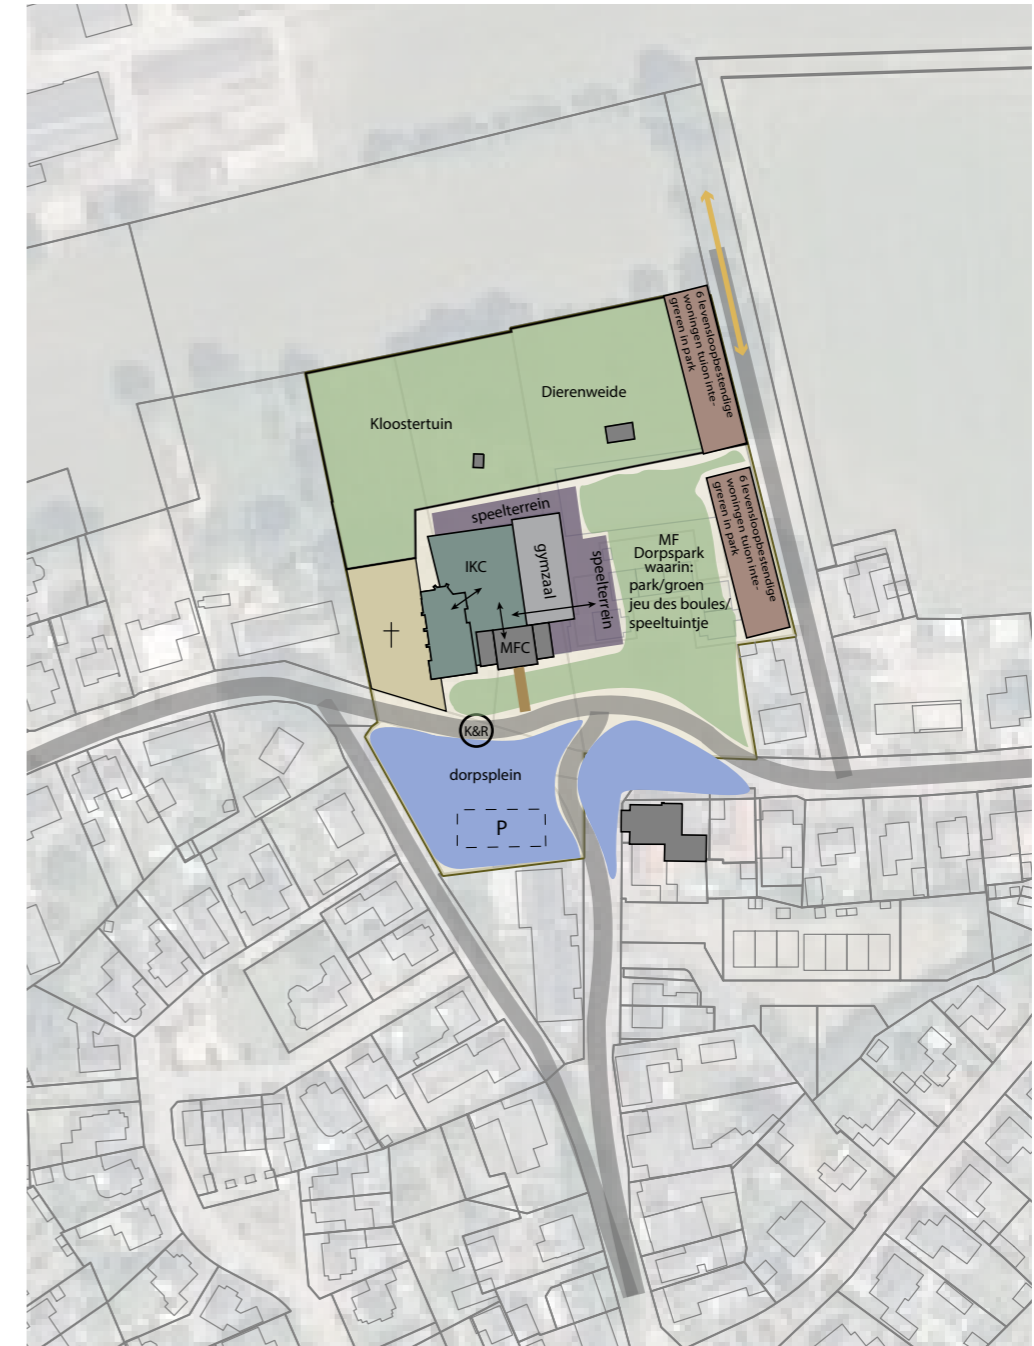 6 levensloopbestendige
woningen tuion inte-
greren in park
Dierenweide
Kloostertuin
speelterrein
6 levensloopbestendige
woningen tuion inte-
greren in park
MF
Dorpspark
waarin:
park/groen
jeu des boules/
speeltuintje
gymzaal
IKC
speelterrein
MFC
K&R
dorpsplein
P